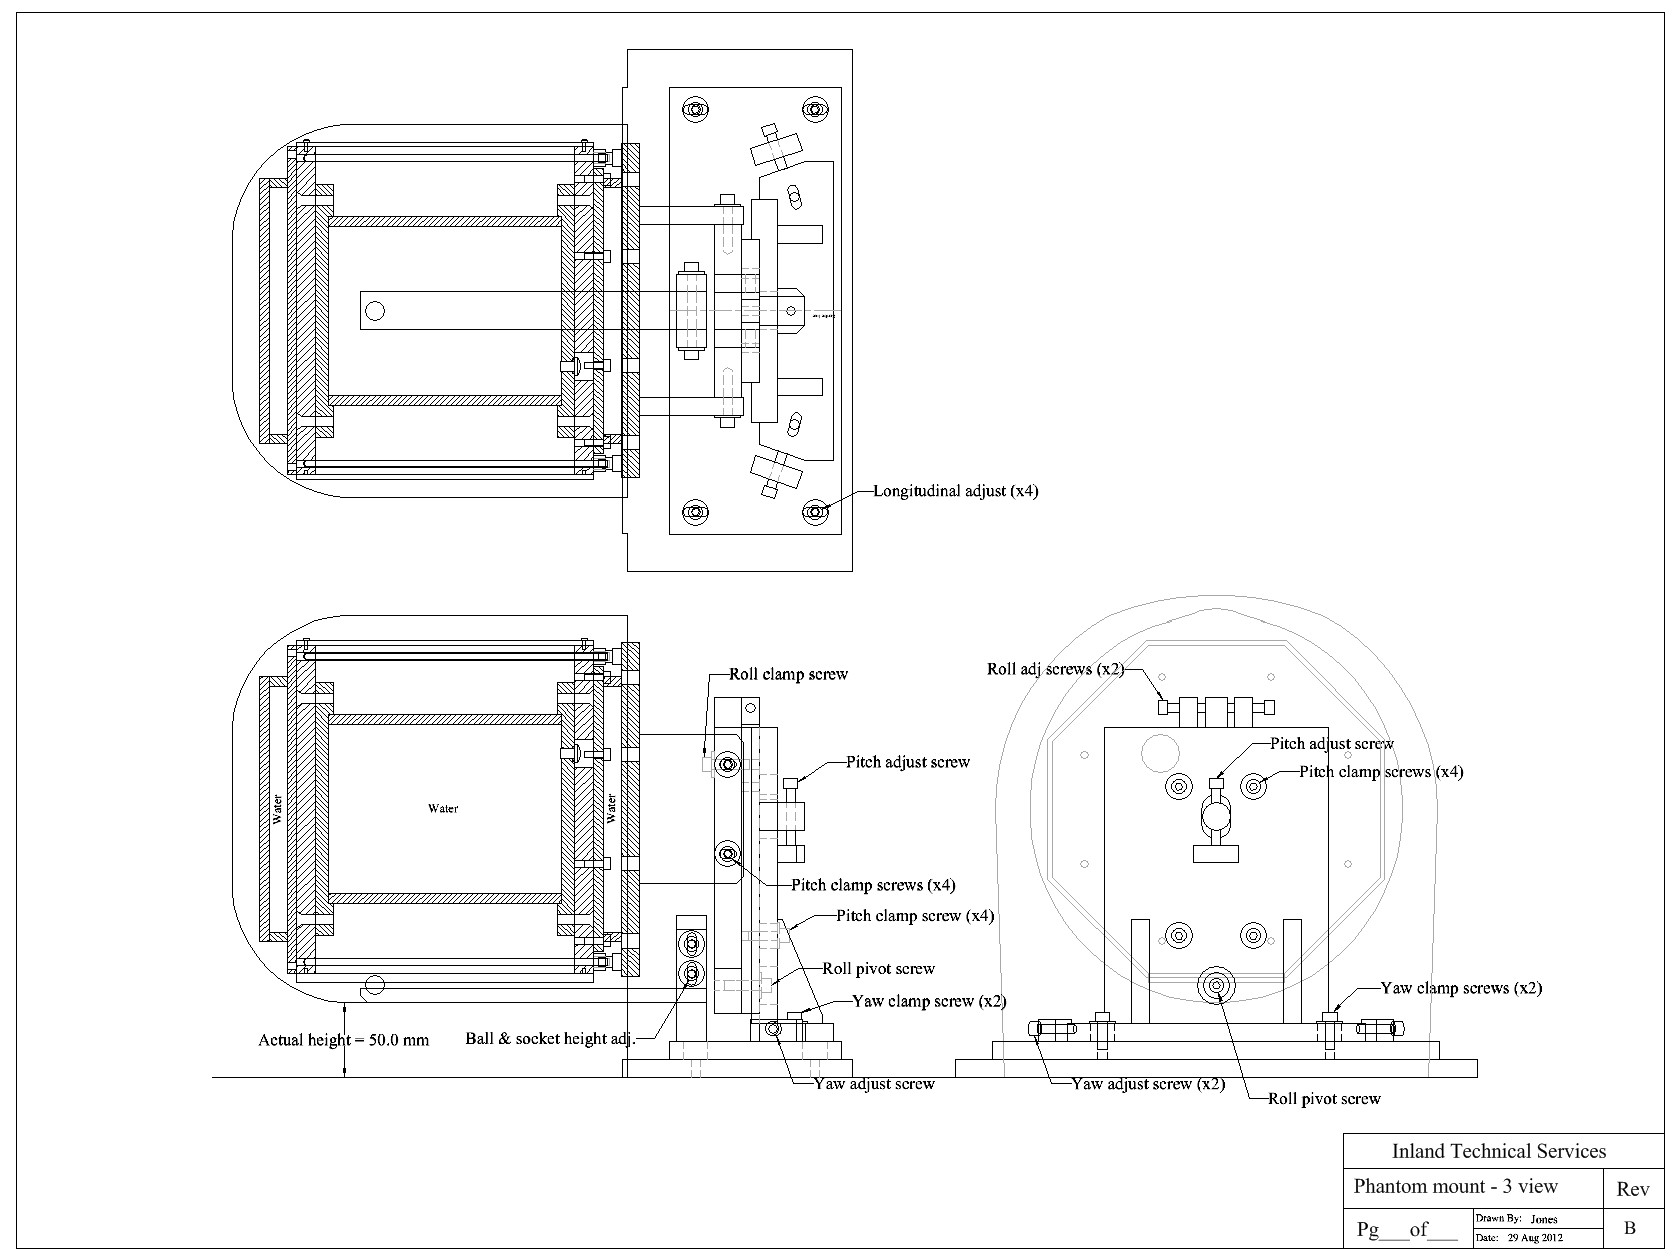 Longitudinal adjust (x4)
Roll clamp screw
Roll adj screws (x2)
Pitch adjust screw
Pitch adjust screw
Pitch clamp screws (x4)
Water
Water
Water
Pitch clamp screws (x4)
Pitch clamp screw (x4)
Roll pivot screw
Yaw clamp screw (x2)
Yaw clamp screws (x2)
Actual height = 50.0 mm
Ball & socket height adj.
Yaw adjust screw
Yaw adjust screw (x2)
Roll pivot screw
Inland Technical Services
Phantom mount - 3 view
Rev
Pg___of___
Drawn By: Jones
Date: 29 Aug 2012
B